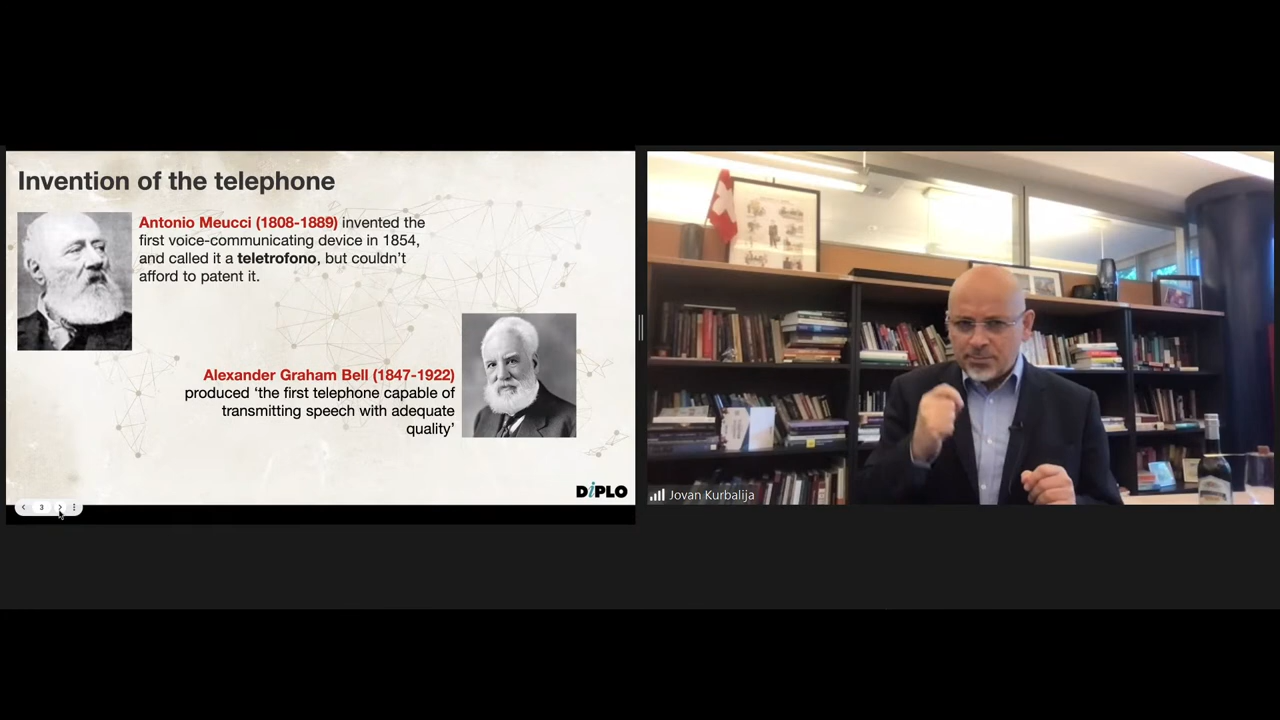 Invention of the telephone
Antonio Meucci (1808-1889) invented the
first voice-communicating device in 1854,
and called it a teletrofono, but couldn't
afford to patent it.
Alexander Graham Bell (1847-1922)
produced ‘the first telephone capable of
transmitting speech with adequate
quality’
DiPLO
3
Jovan Kurbalija